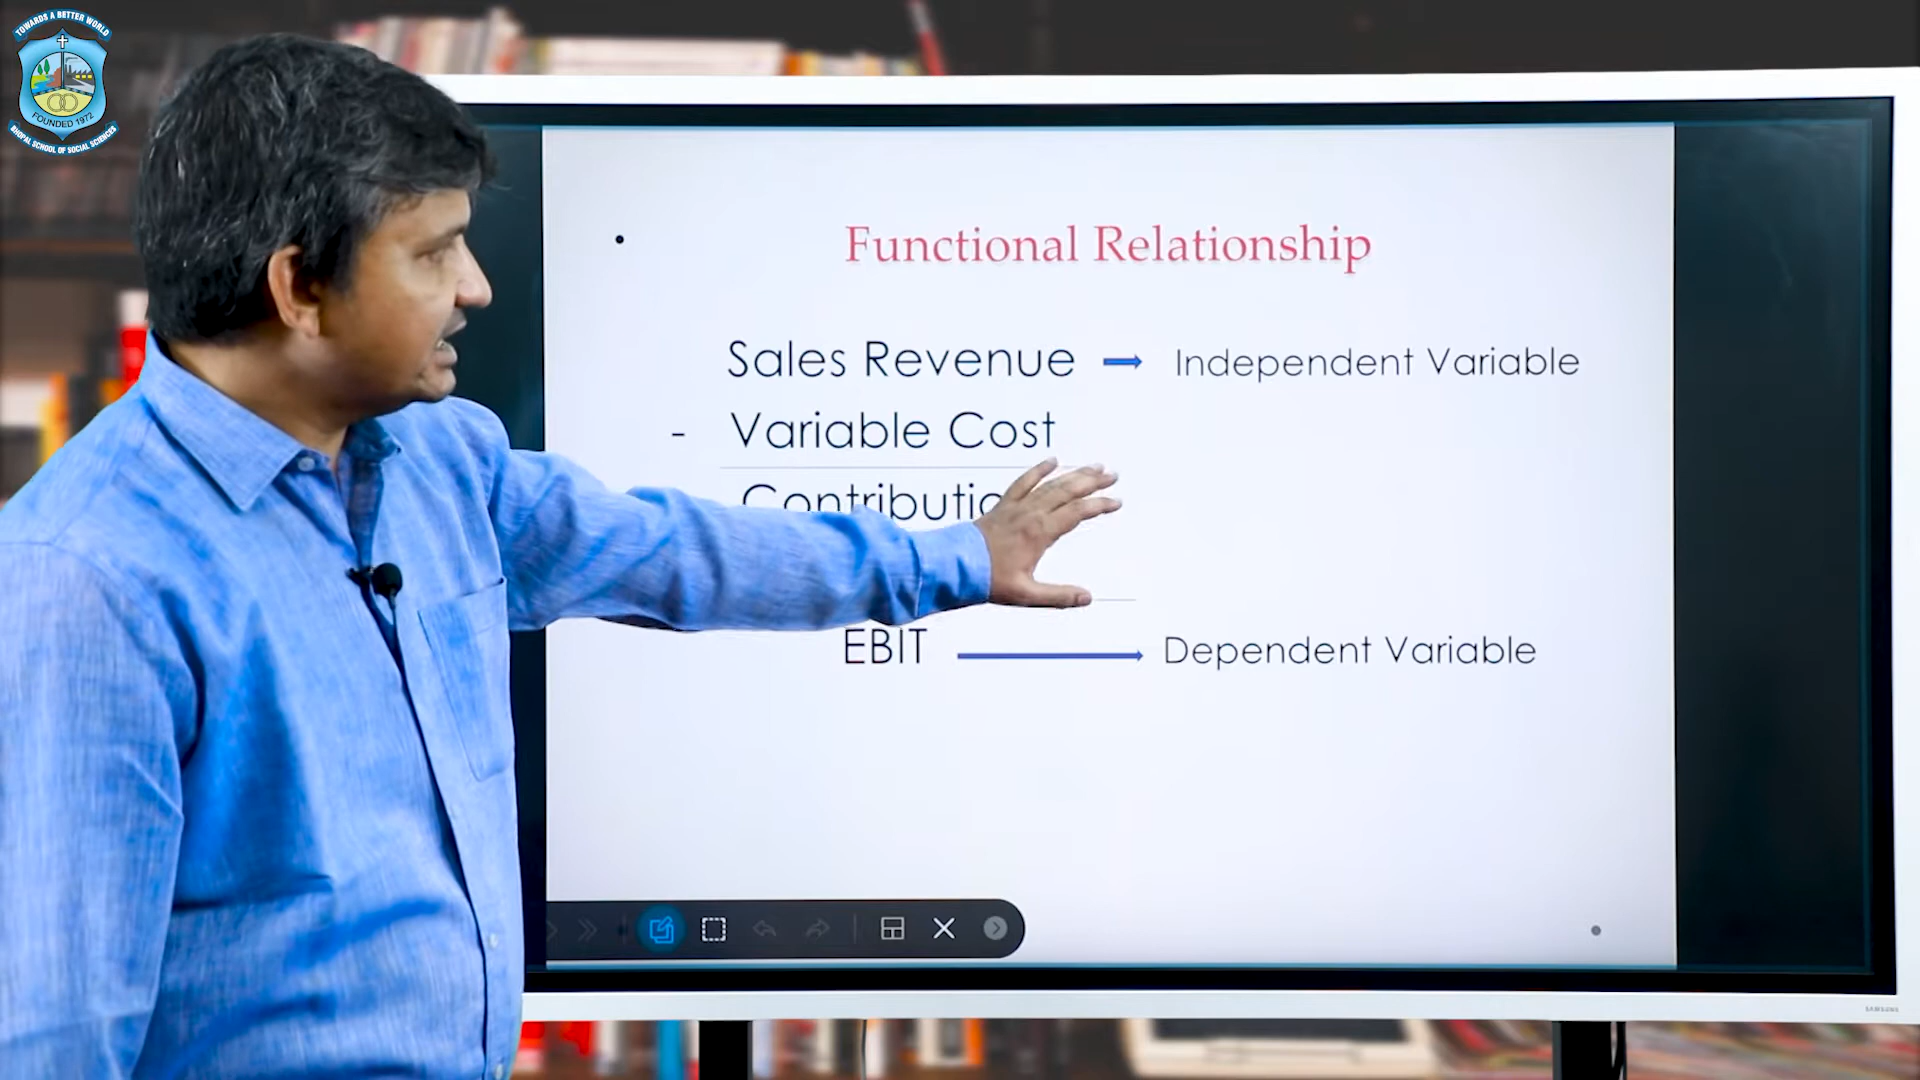 TOWARDS A BETTER WORLD
FOUNDED 1972
BHOPAL SCHOOL OF SOCIAL SCIENCES
• Functional Relationship
Sales Revenue → Independent Variable
- Variable Cost
EBIT → Dependent Variable
SAMSUNG